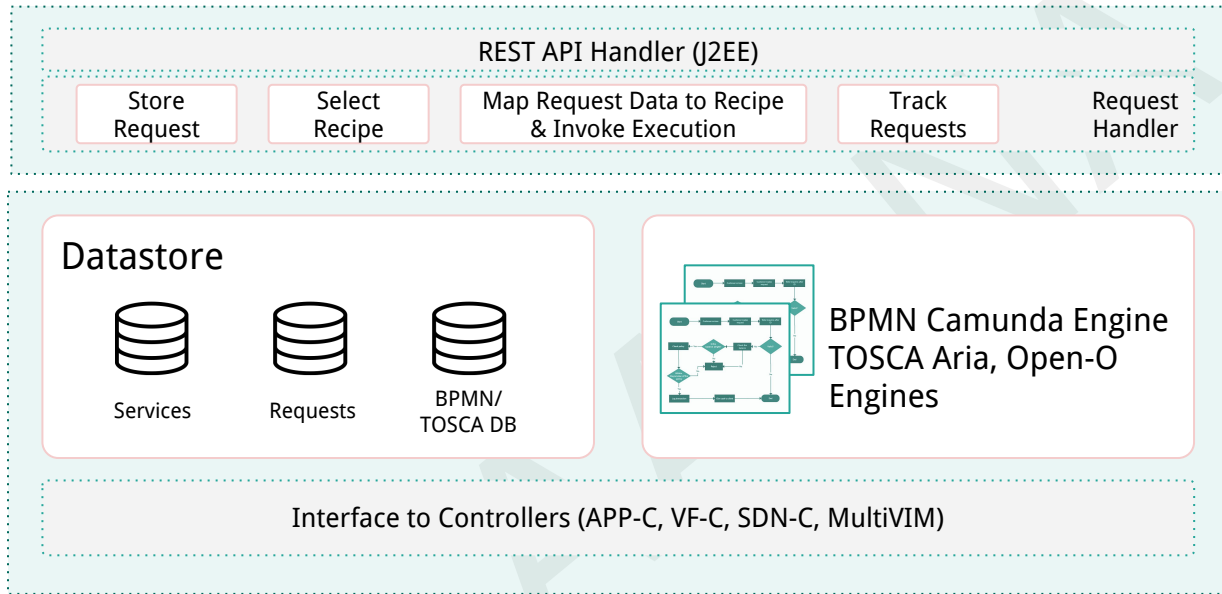 REST API Handler (J2EE)
Store
Request
Select
Recipe
Map Request Data to Recipe
& Invoke Execution
Track
Requests
Request
Handler
Datastore
Services
Requests
BPMN/
TOSCA DB
BPMN Camunda Engine
TOSCA Aria, Open-O
Engines
Interface to Controllers (APP-C, VF-C, SDN-C, MultiVIM)